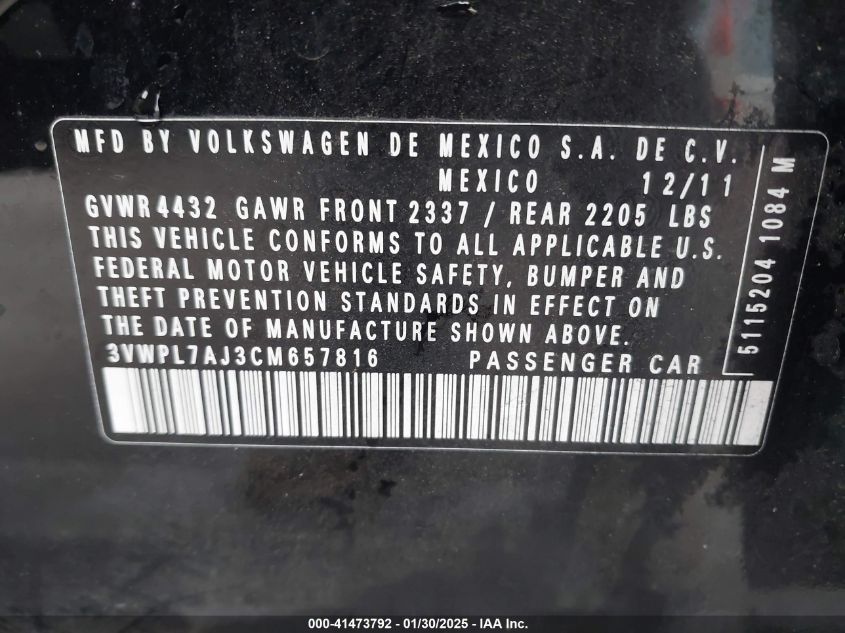 MFD BY VOLKSWAGEN DE MEXICO S.A. DE C.V.
MEXICO 12/11
GVWR 4432 GAWR FRONT 2337 / REAR 2205 LBS
THIS VEHICLE CONFORMS TO ALL APPLICABLE U.S.
FEDERAL MOTOR VEHICLE SAFETY, BUMPER AND
THEFT PREVENTION STANDARDS IN EFFECT ON
THE DATE OF MANUFACTURE SHOWN ABOVE.
3VWPL7AJ3CM657816 PASSENGER CAR
5115204 1084 M
000-41473792 - 01/30/2025 - IAA Inc.